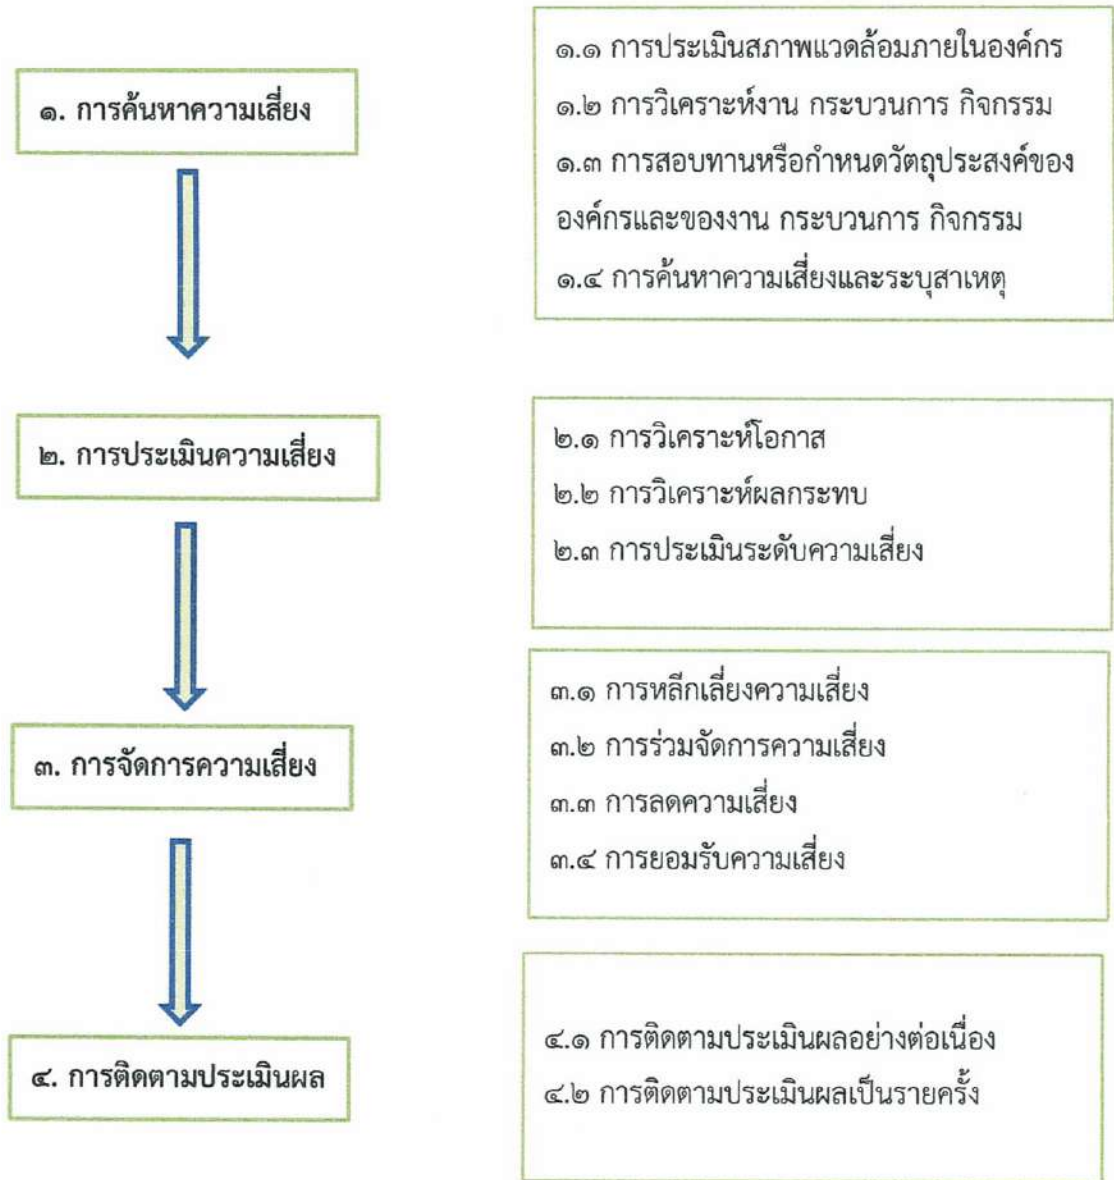 ๑. การค้นหาความเสี่ยง
๑.๑ การประเมินสภาพแวดล้อมภายในองค์กร
๑.๒ การวิเคราะห์งาน กระบวนการ กิจกรรม
๑.๓ การสอบทานหรือกำหนดวัตถุประสงค์ของ
องค์กรและของงาน กระบวนการ กิจกรรม
๑.๔ การค้นหาความเสี่ยงและระบุสาเหตุ
๒. การประเมินความเสี่ยง
๒.๑ การวิเคราะห์โอกาส
๒.๒ การวิเคราะห์ผลกระทบ
๒.๓ การประเมินระดับความเสี่ยง
๓. การจัดการความเสี่ยง
๓.๑ การหลีกเลี่ยงความเสี่ยง
๓.๒ การร่วมจัดการความเสี่ยง
๓.๓ การลดความเสี่ยง
๓.๔ การยอมรับความเสี่ยง
๔. การติดตามประเมินผล
๔.๑ การติดตามประเมินผลอย่างต่อเนื่อง
๔.๒ การติดตามประเมินผลเป็นรายครั้ง